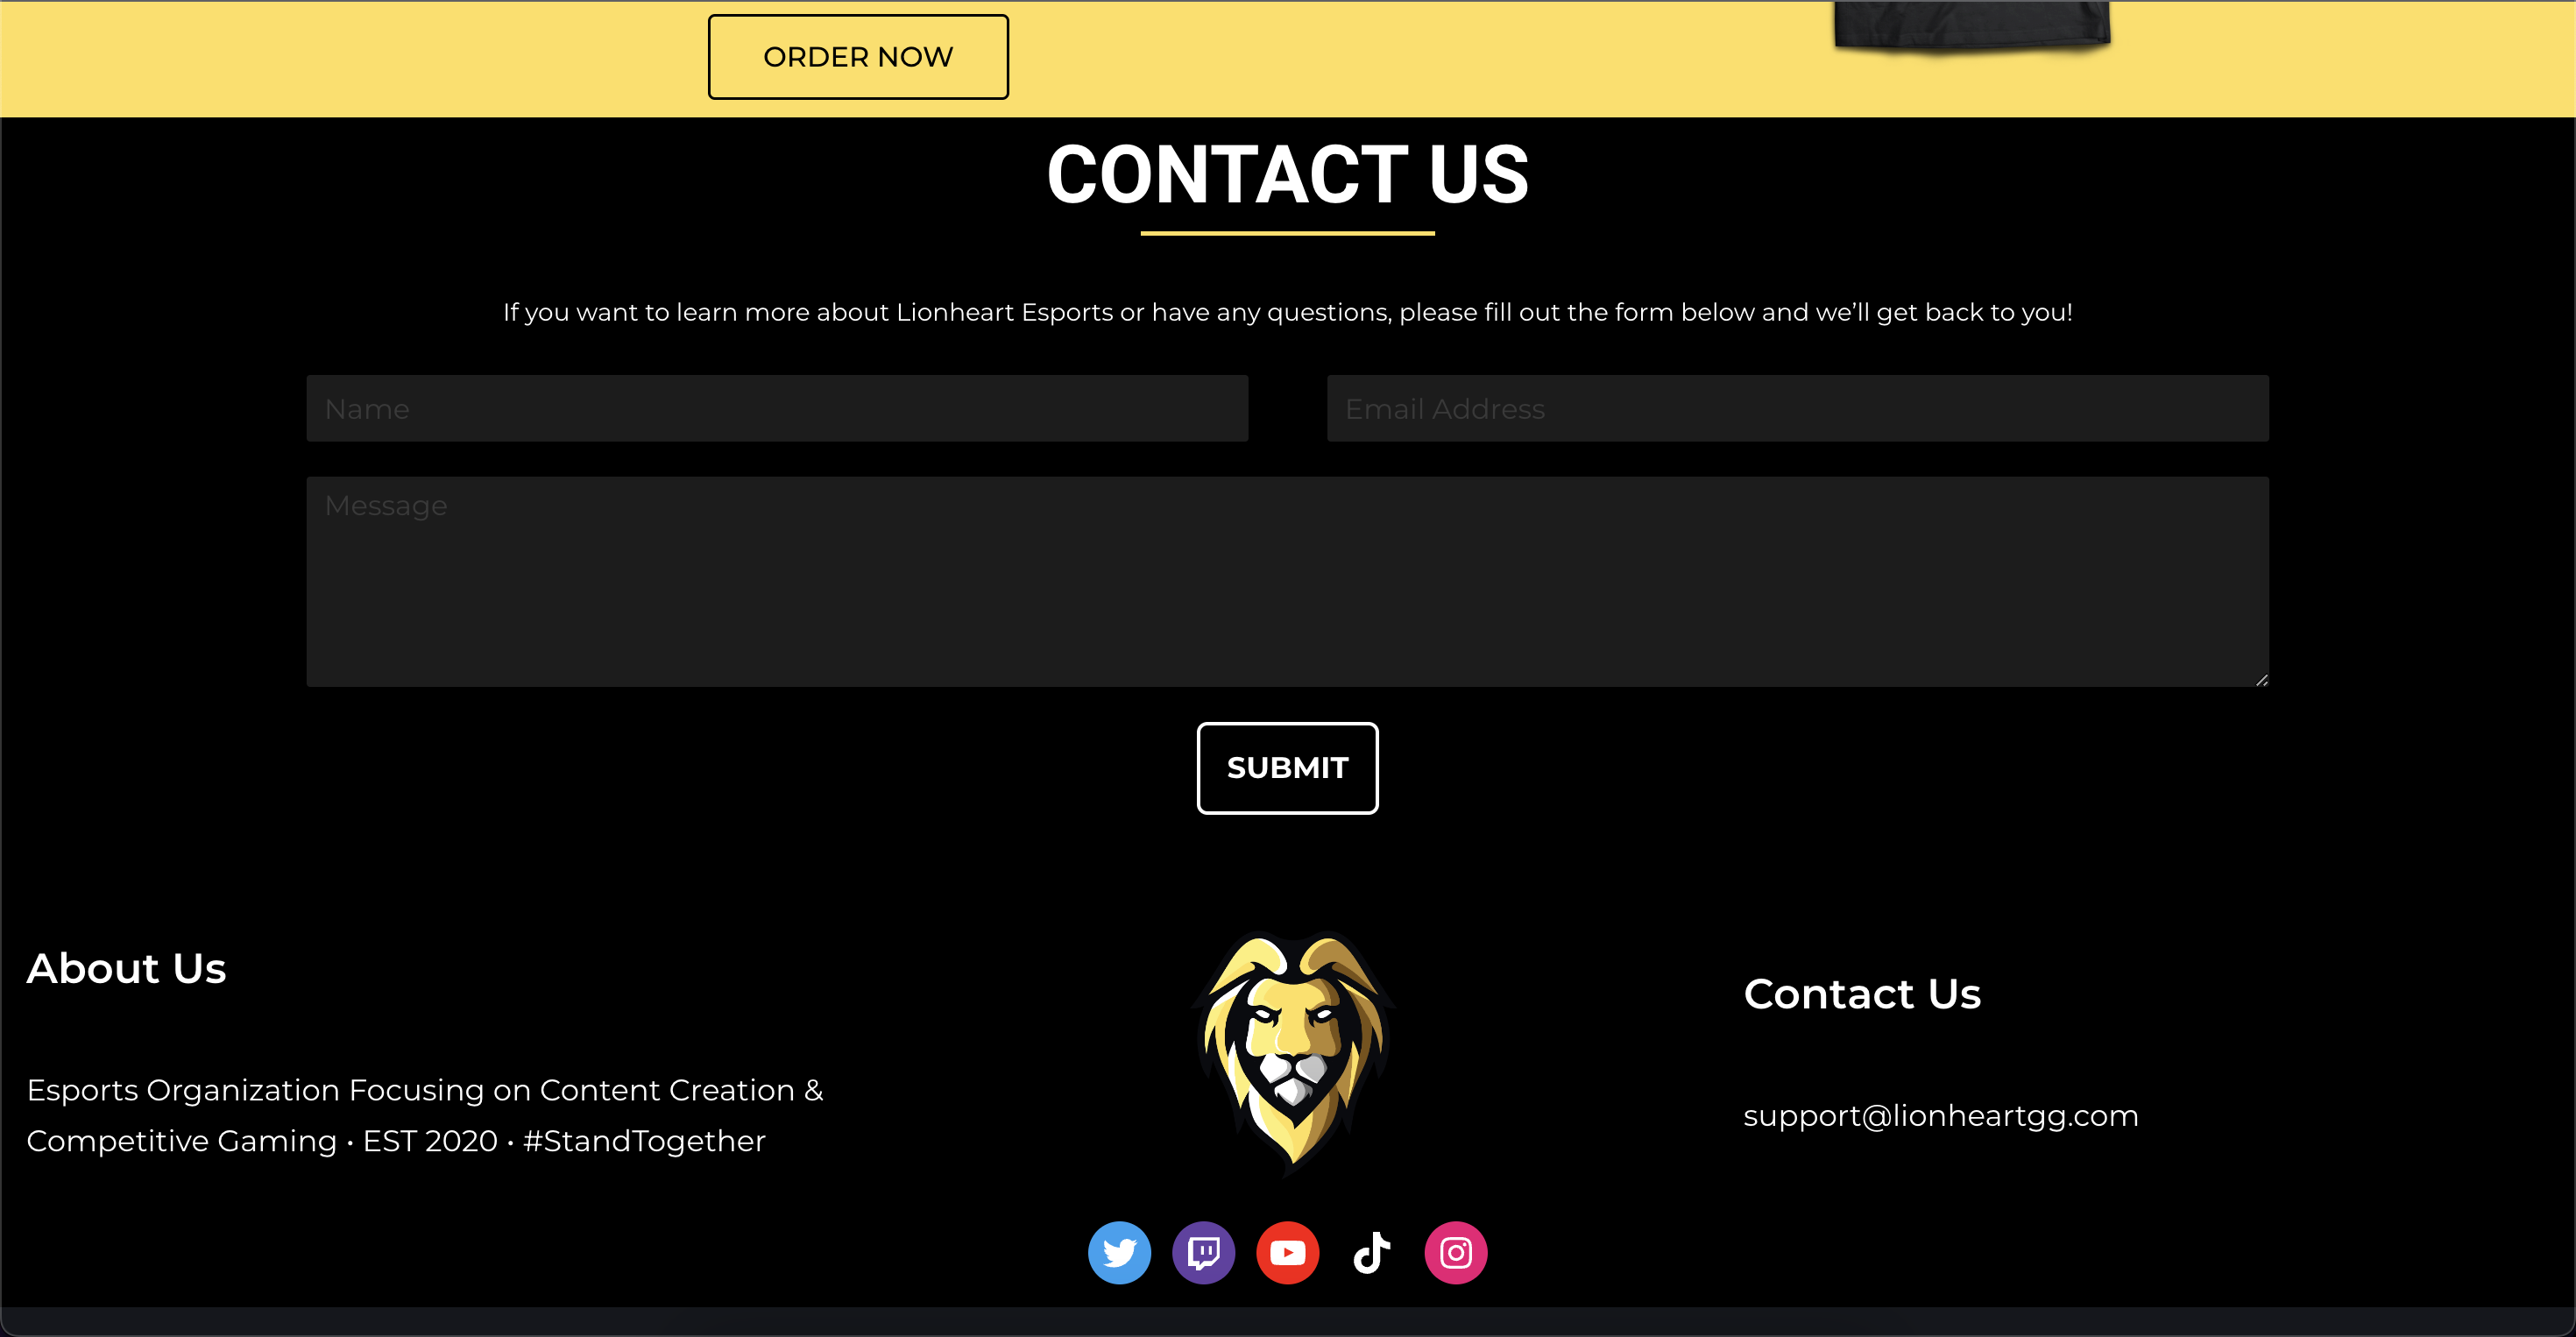 ORDER NOW
CONTACT US
If you want to learn more about Lionheart Esports or have any questions, please fill out the form below and we’ll get back to you!
Name
Email Address
Message
SUBMIT
About Us
Esports Organization Focusing on Content Creation &
Competitive Gaming • EST 2020 • #StandTogether
Contact Us
support@lionheartgg.com